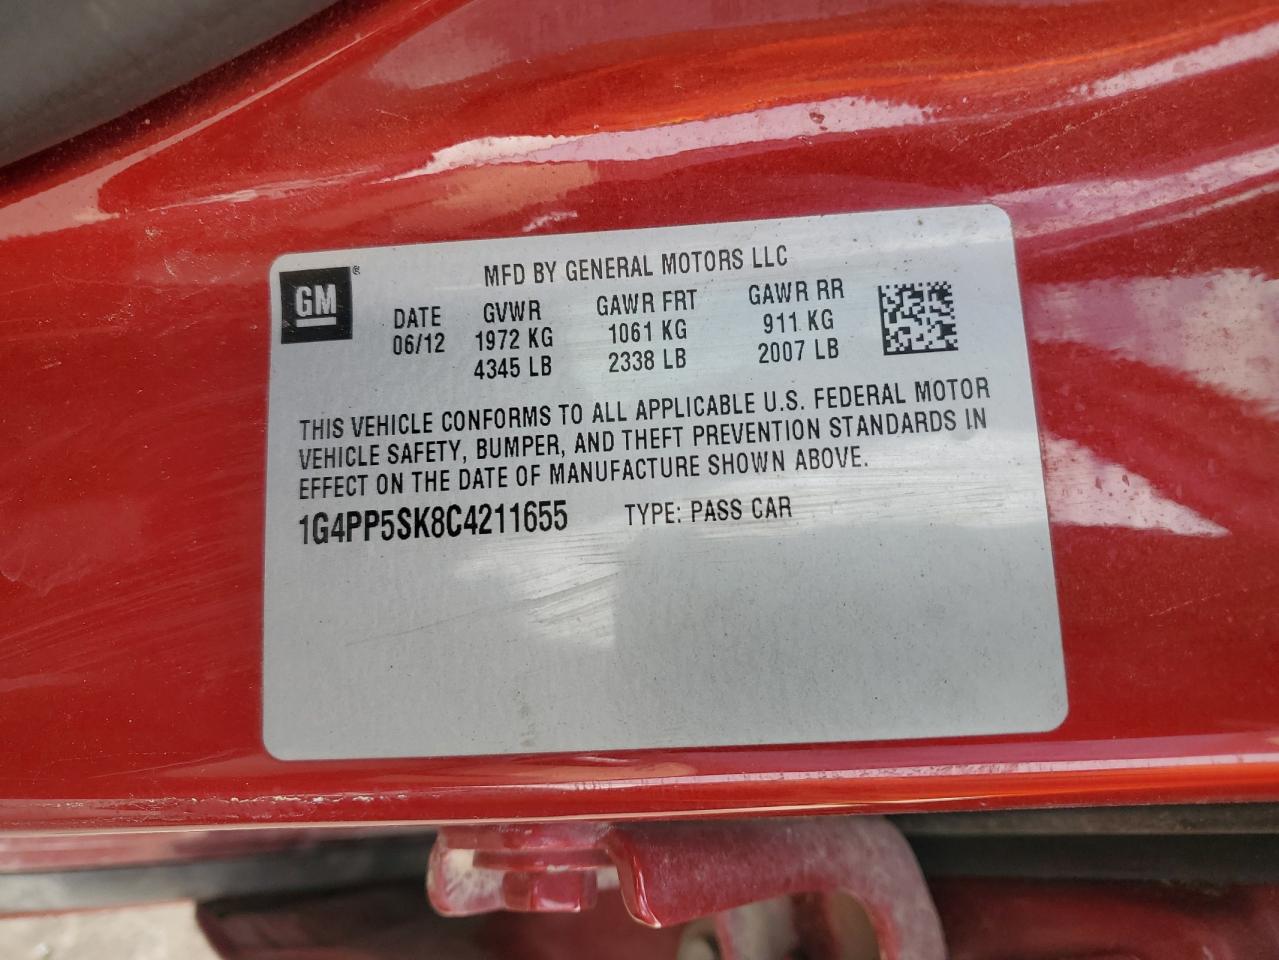 GM®
MFD BY GENERAL MOTORS LLC
DATE GVWR GAWR FRT GAWR RR
06/12 1972 KG 1061 KG 911 KG
4345 LB 2338 LB 2007 LB
THIS VEHICLE CONFORMS TO ALL APPLICABLE U.S. FEDERAL MOTOR
VEHICLE SAFETY, BUMPER, AND THEFT PREVENTION STANDARDS IN
EFFECT ON THE DATE OF MANUFACTURE SHOWN ABOVE.
1G4PP5SK8C4211655 TYPE: PASS CAR